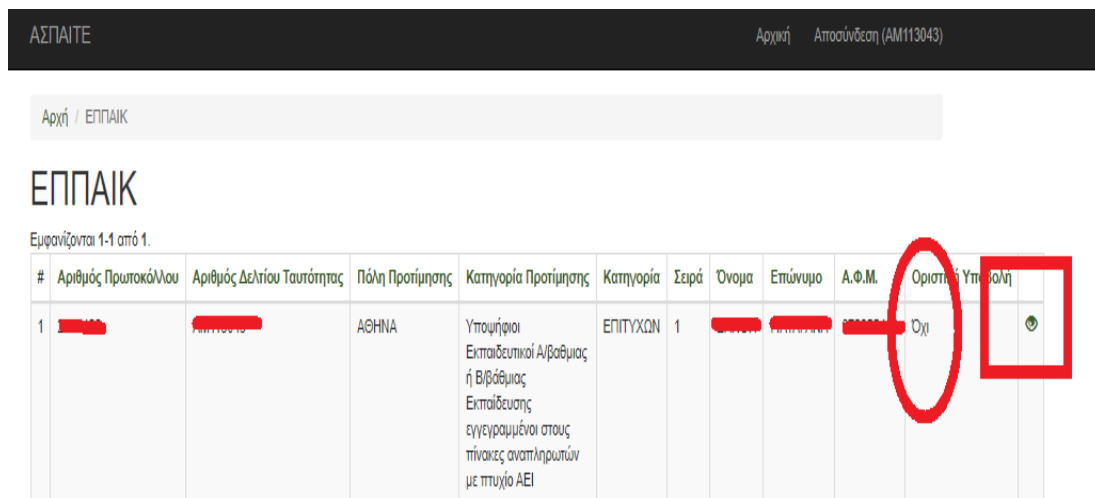 ΑΣΠΑΙΤΕ Αρχική Αποσύνδεση (AM113043)
Αρχή / ΕΠΠΑΙΚ
ΕΠΠΑΙΚ
Εμφανίζονται 1-1 από 1.
# Αριθμός Πρωτοκόλλου Αριθμός Δελτίου Ταυτότητας Πόλη Προτίμησης Κατηγορία Προτίμησης Κατηγορία Σειρά Όνομα Επώνυμο Α.Φ.Μ. Οριστική Υποβολή
1 ΑΘΗΝΑ Υποψήφιοι ΕΠΙΤΥΧΩΝ 1 Όχι
Εκπαιδευτικοί Α/βαθμιας
ή Β/βάθμιας
Εκπαίδευσης
εγγεγραμμένοι στους
πίνακες αναπληρωτών
με πτυχίο ΑΕΙ